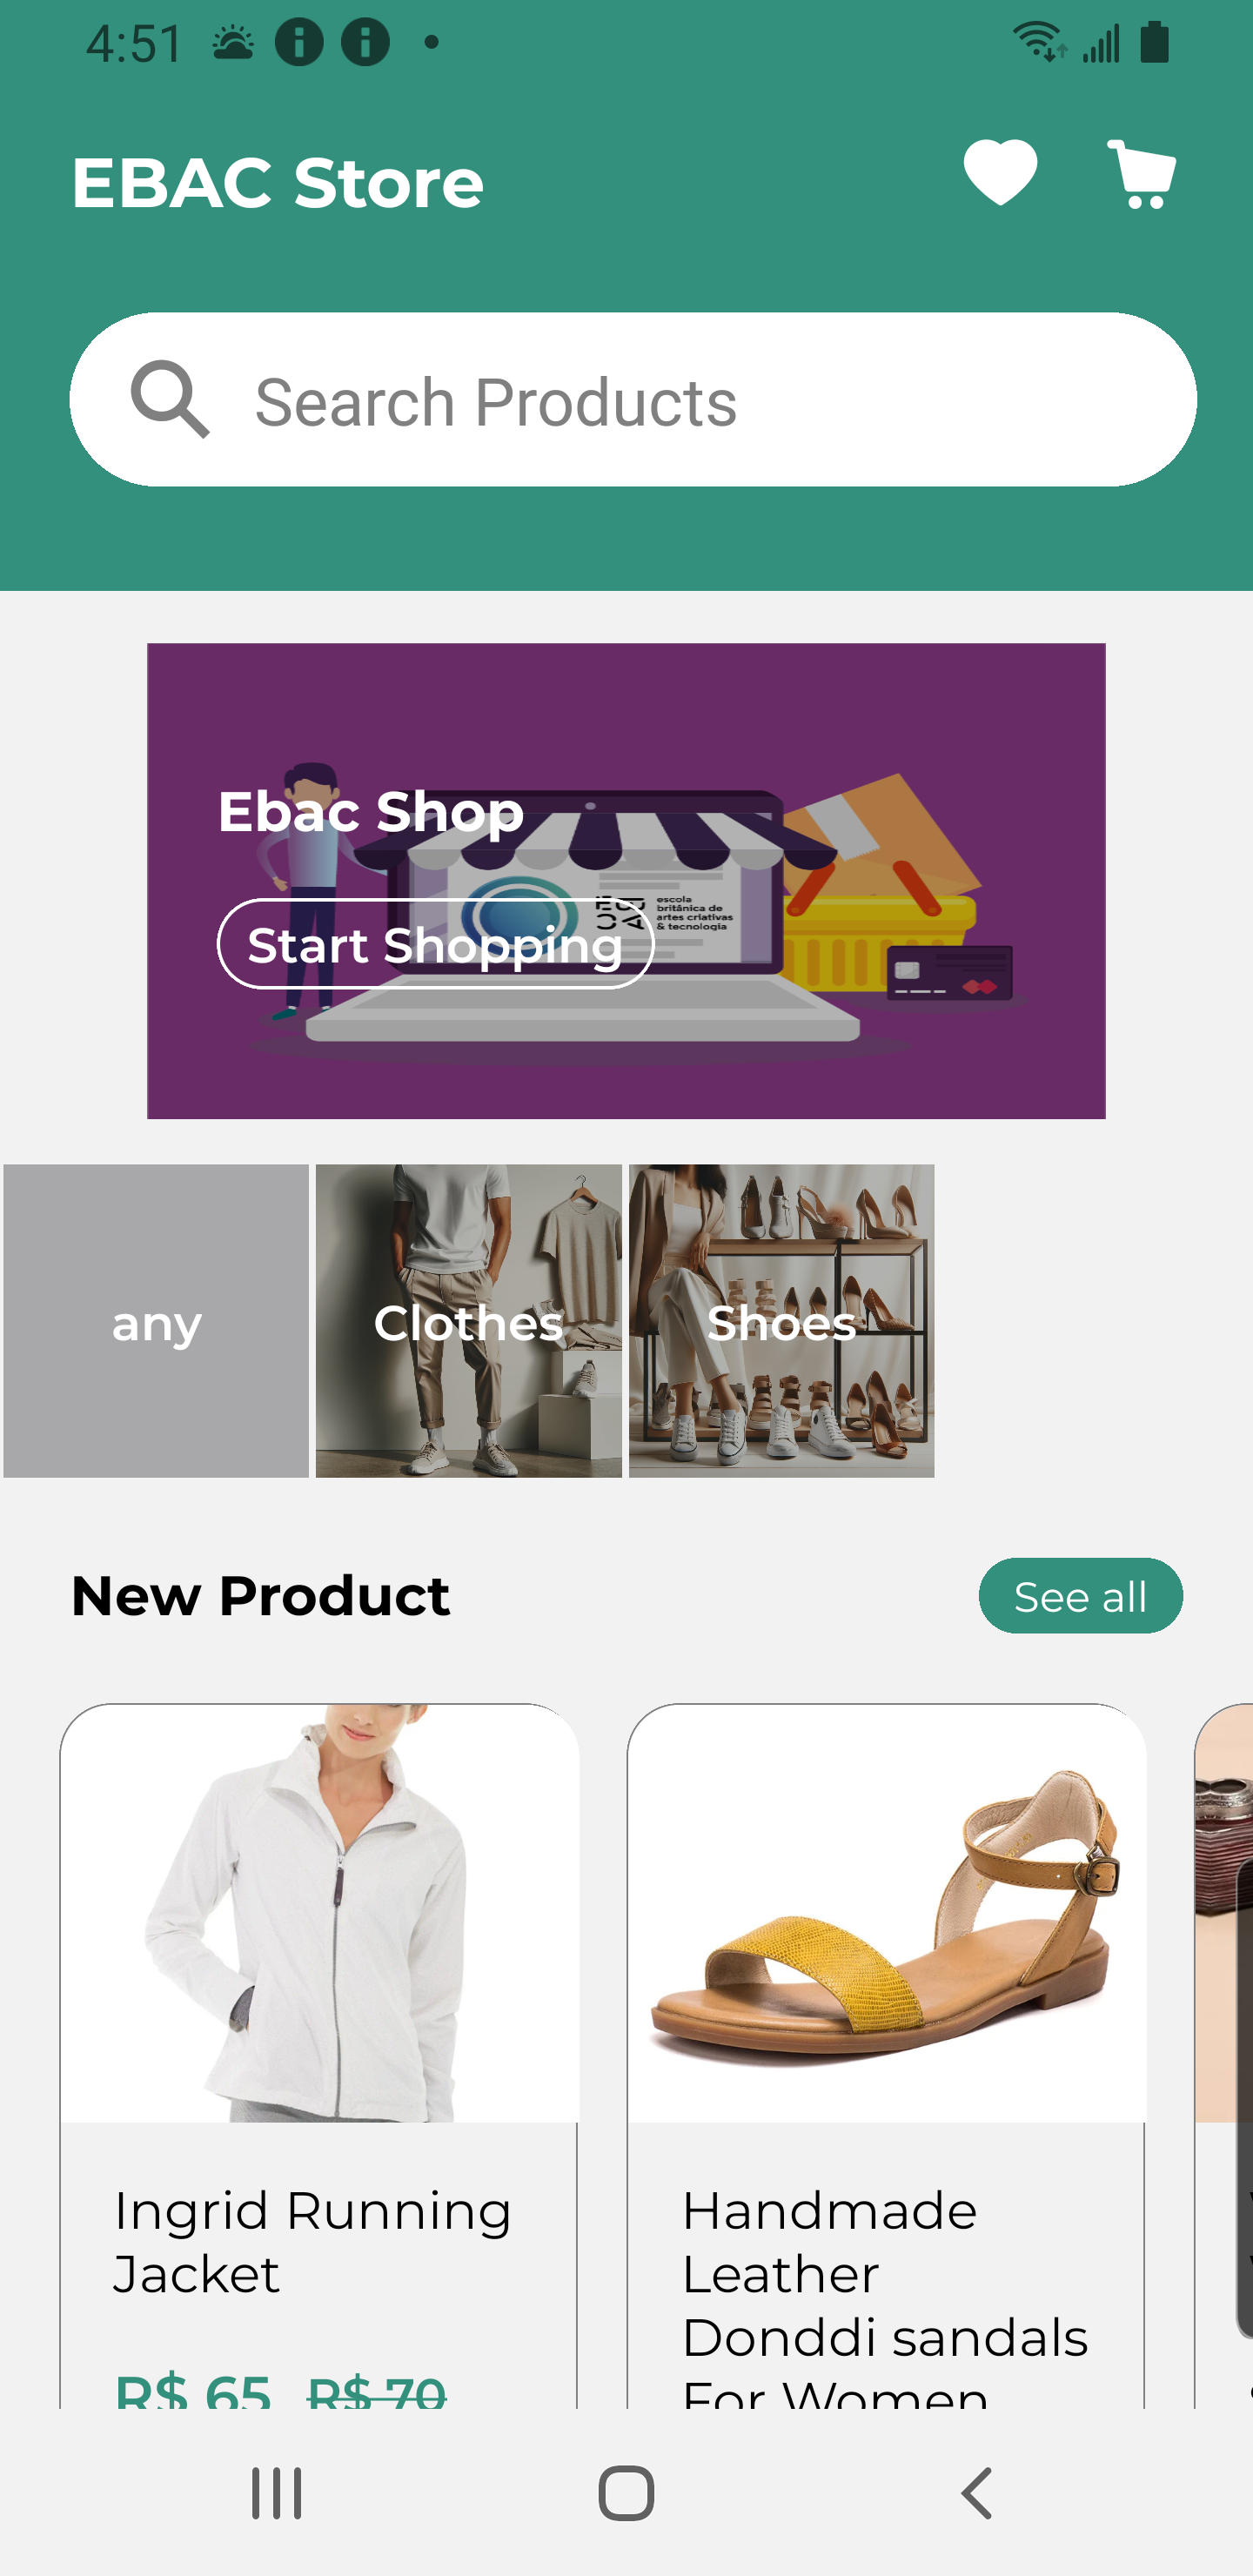 4:51
EBAC Store
Search Products
Ebac Shop
escola
britânica de
artes criativas
& tecnologia
Start Shopping
any
Clothes
Shoes
New Product
See all
Ingrid Running
Jacket
R$ 65 R$ 70
Handmade
Leather
Donddi sandals
For Women